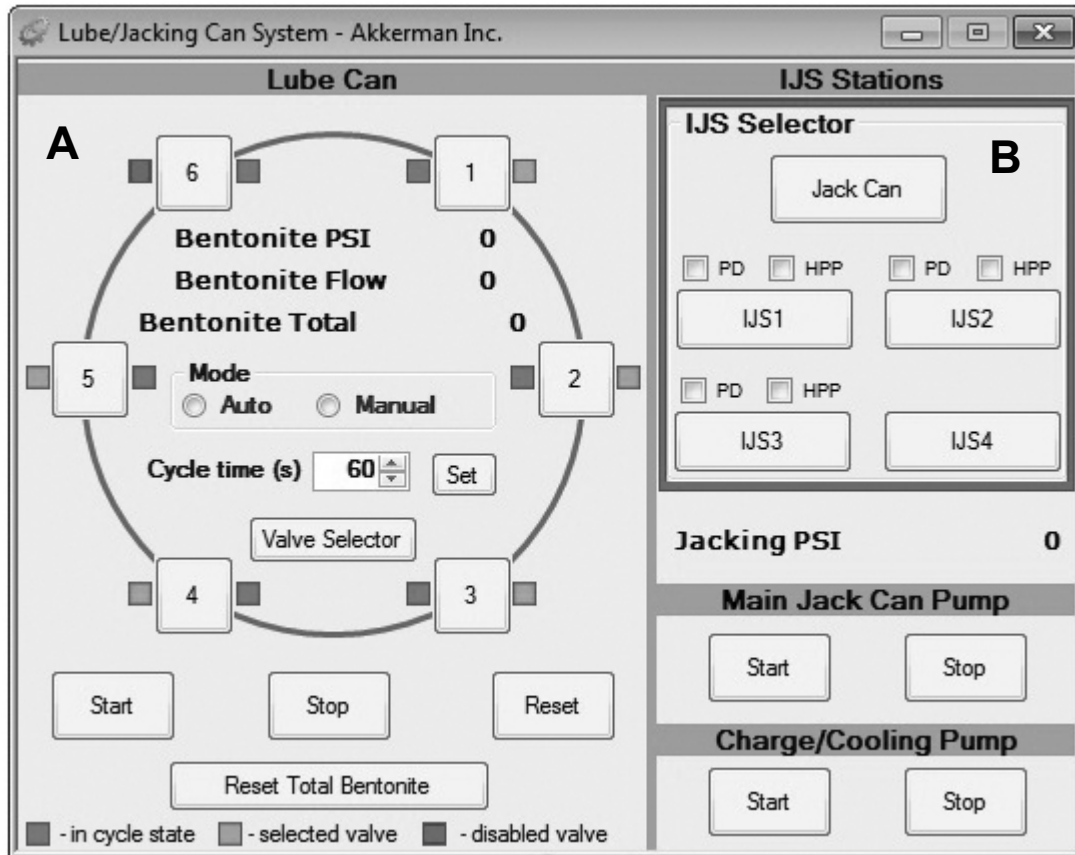 Lube/Jacking Can System - Akkerman Inc.
Lube Can
A
6
1
Bentonite PSI 0
Bentonite Flow 0
Bentonite Total 0
5
2
Mode
Auto Manual
Cycle time (s) 60 Set
Valve Selector
4
3
Start Stop Reset
Reset Total Bentonite
- in cycle state - selected valve - disabled valve
IJS Stations
IJS Selector
B
Jack Can
PD HPP PD HPP
IJS1 IJS2
PD HPP
IJS3 IJS4
Jacking PSI 0
Main Jack Can Pump
Start Stop
Charge/Cooling Pump
Start Stop